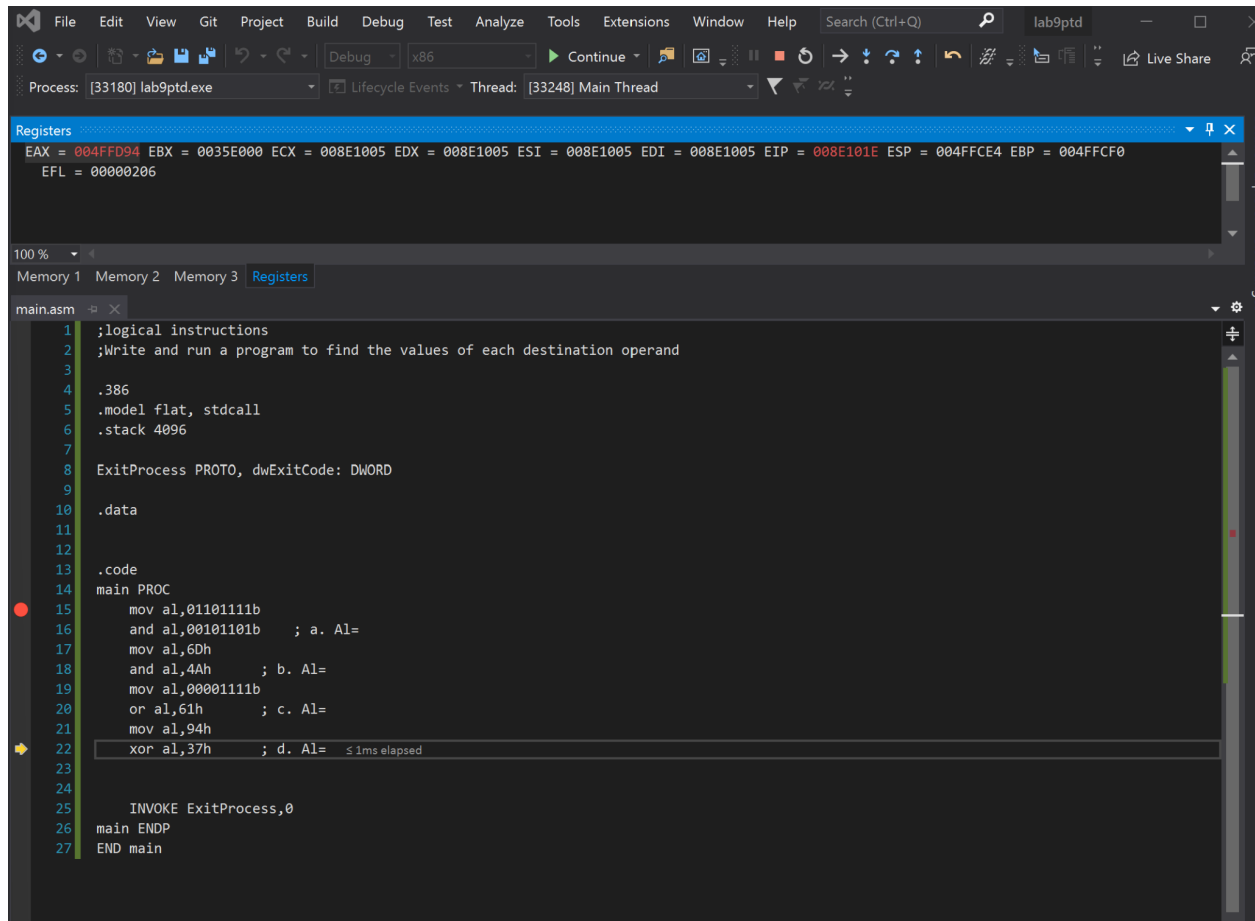 File Edit View Git Project Build Debug Test Analyze Tools Extensions Window Help Search (Ctrl+Q) lab9ptd
Debug x86 Continue Live Share
Process: [33180] lab9ptd.exe Lifecycle Events Thread: [33248] Main Thread
Registers
EAX = 004FFD94 EBX = 0035E000 ECX = 008E1005 EDX = 008E1005 ESI = 008E1005 EDI = 008E1005 EIP = 008E101E ESP = 004FFCE4 EBP = 004FFCF0
EFL = 00000206
100 %
Memory 1 Memory 2 Memory 3 Registers
main.asm
1 ;logical instructions
2 ;Write and run a program to find the values of each destination operand
3
4 .386
5 .model flat, stdcall
6 .stack 4096
7
8 ExitProcess PROTO, dwExitCode: DWORD
9
10 .data
11
12
13 .code
14 main PROC
15 mov al,01101111b
16 and al,00101101b ; a. Al=
17 mov al,6Dh
18 and al,4Ah ; b. Al=
19 mov al,00001111b
20 or al,61h ; c. Al=
21 mov al,94h
22 xor al,37h ; d. Al= ≤ 1ms elapsed
23
24
25 INVOKE ExitProcess,0
26 main ENDP
27 END main